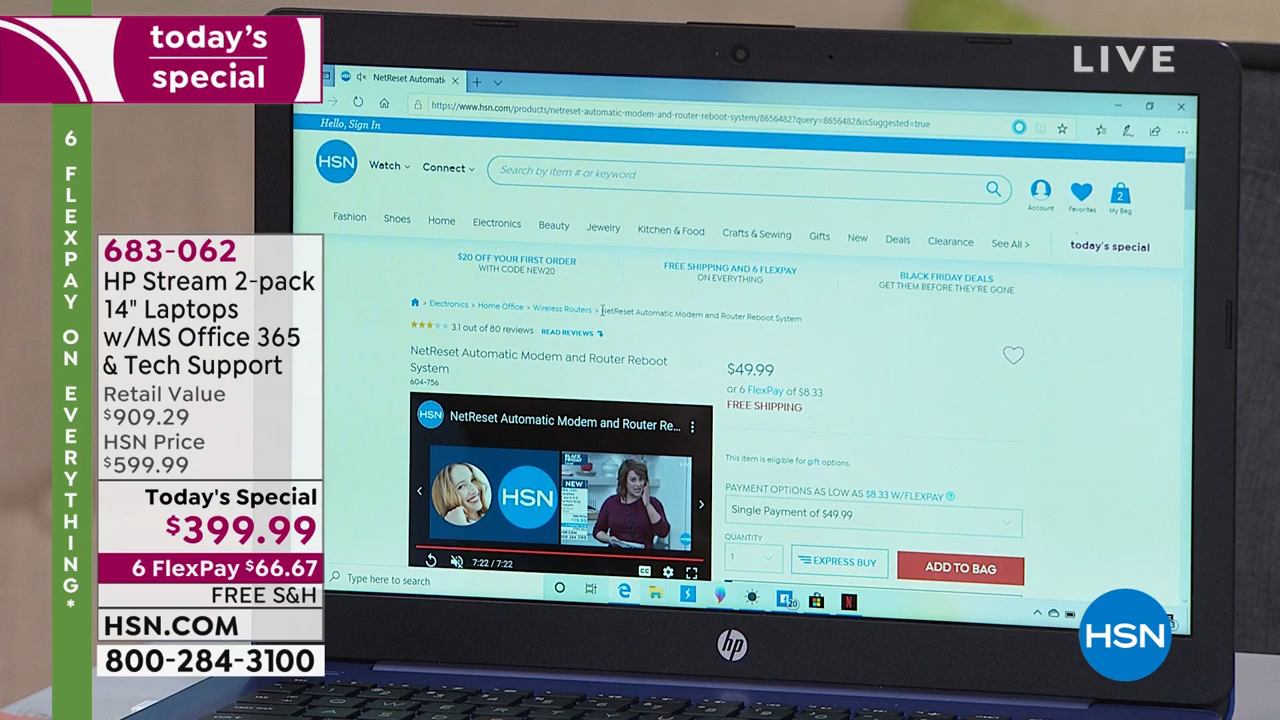 today's
special
LIVE
6 FLEXPAY ON EVERYTHING*
683-062
HP Stream 2-pack
14" Laptops
w/MS Office 365
& Tech Support
Retail Value
$909.29
HSN Price
$599.99
Today's Special
$399.99
6 FlexPay $66.67
FREE S&H
HSN.COM
800-284-3100
HSN
NetReset Automati
https://www.hsn.com/products/netreset-automatic-modem-and-router-reboot-system/8656482?query=8656482&isSuggested=true
Hello, Sign In
HSN
Watch
Connect
Search by item # or keyword
Account
Favorites
2
My Bag
Fashion
Shoes
Home
Electronics
Beauty
Jewelry
Kitchen & Food
Crafts & Sewing
Gifts
New
Deals
Clearance
See All >
today's special
$20 OFF YOUR FIRST ORDER
WITH CODE NEW20
FREE SHIPPING AND 6 FLEXPAY
ON EVERYTHING
BLACK FRIDAY DEALS
GET THEM BEFORE THEY'RE GONE
> Electronics > Home Office > Wireless Routers > NetReset Automatic Modem and Router Reboot System
3.1 out of 80 reviews READ REVIEWS
NetReset Automatic Modem and Router Reboot
System
604-756
$49.99
or 6 FlexPay of $8.33
FREE SHIPPING
HSN
NetReset Automatic Modem and Router Re...
HSN
BLACK
FRIDAY
NEW
7:22 / 7:22
CC
This item is eligible for gift options.
PAYMENT OPTIONS AS LOW AS $8.33 W/FLEXPAY ?
Single Payment of $49.99
QUANTITY
1
EXPRESS BUY
ADD TO BAG
Type here to search
20
N
hp
HSN